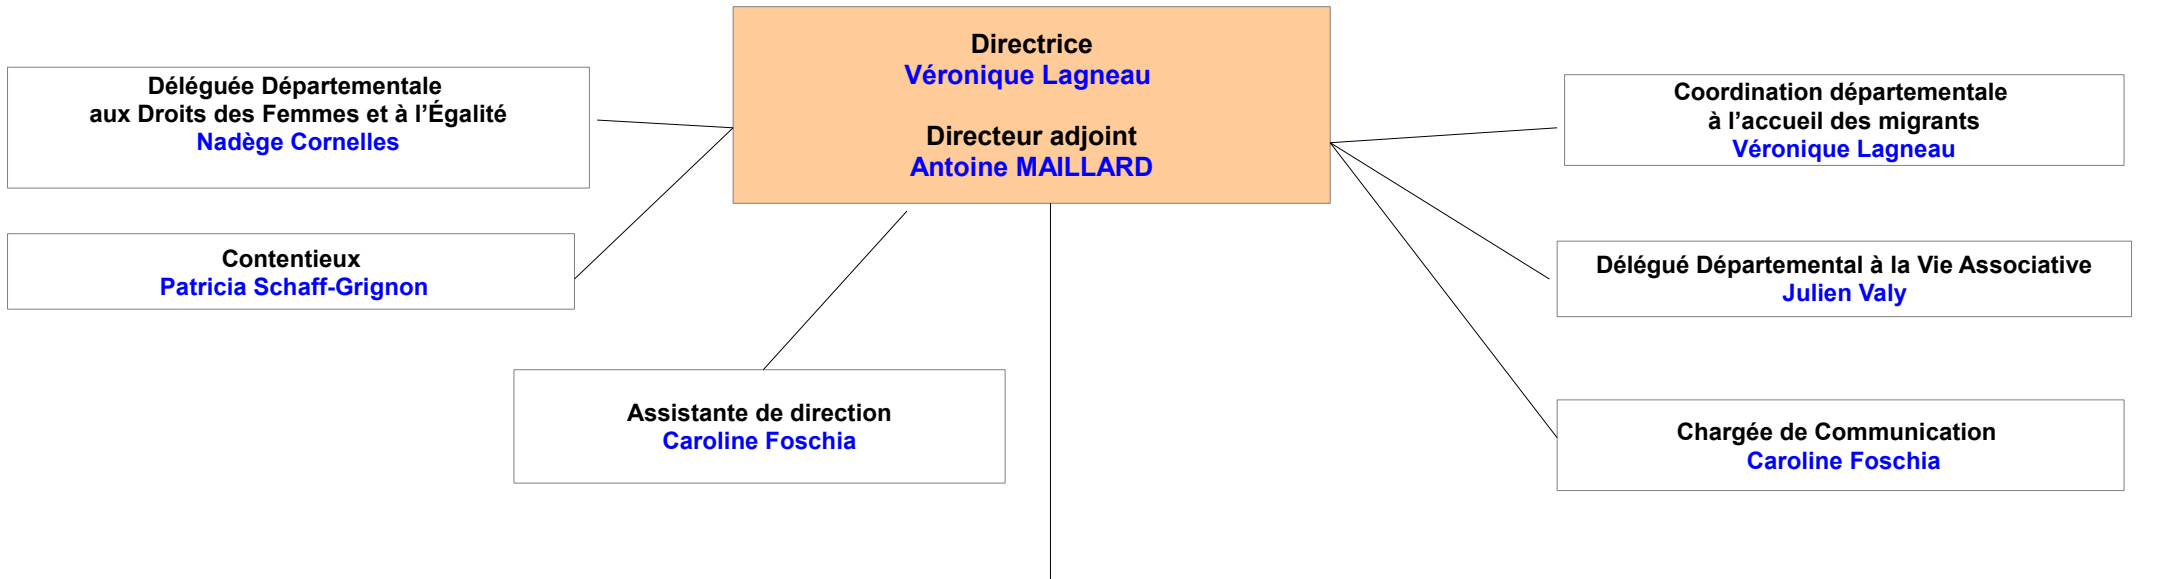 Directrice
Véronique Lagneau
Directeur adjoint
Antoine MAILLARD
Déléguée Départementale
aux Droits des Femmes et à l’Égalité
Nadège Cornelles
Coordination départementale
à l’accueil des migrants
Véronique Lagneau
Contentieux
Patricia Schaff-Grignon
Délégué Départemental à la Vie Associative
Julien Valy
Assistante de direction
Caroline Foschia
Chargée de Communication
Caroline Foschia